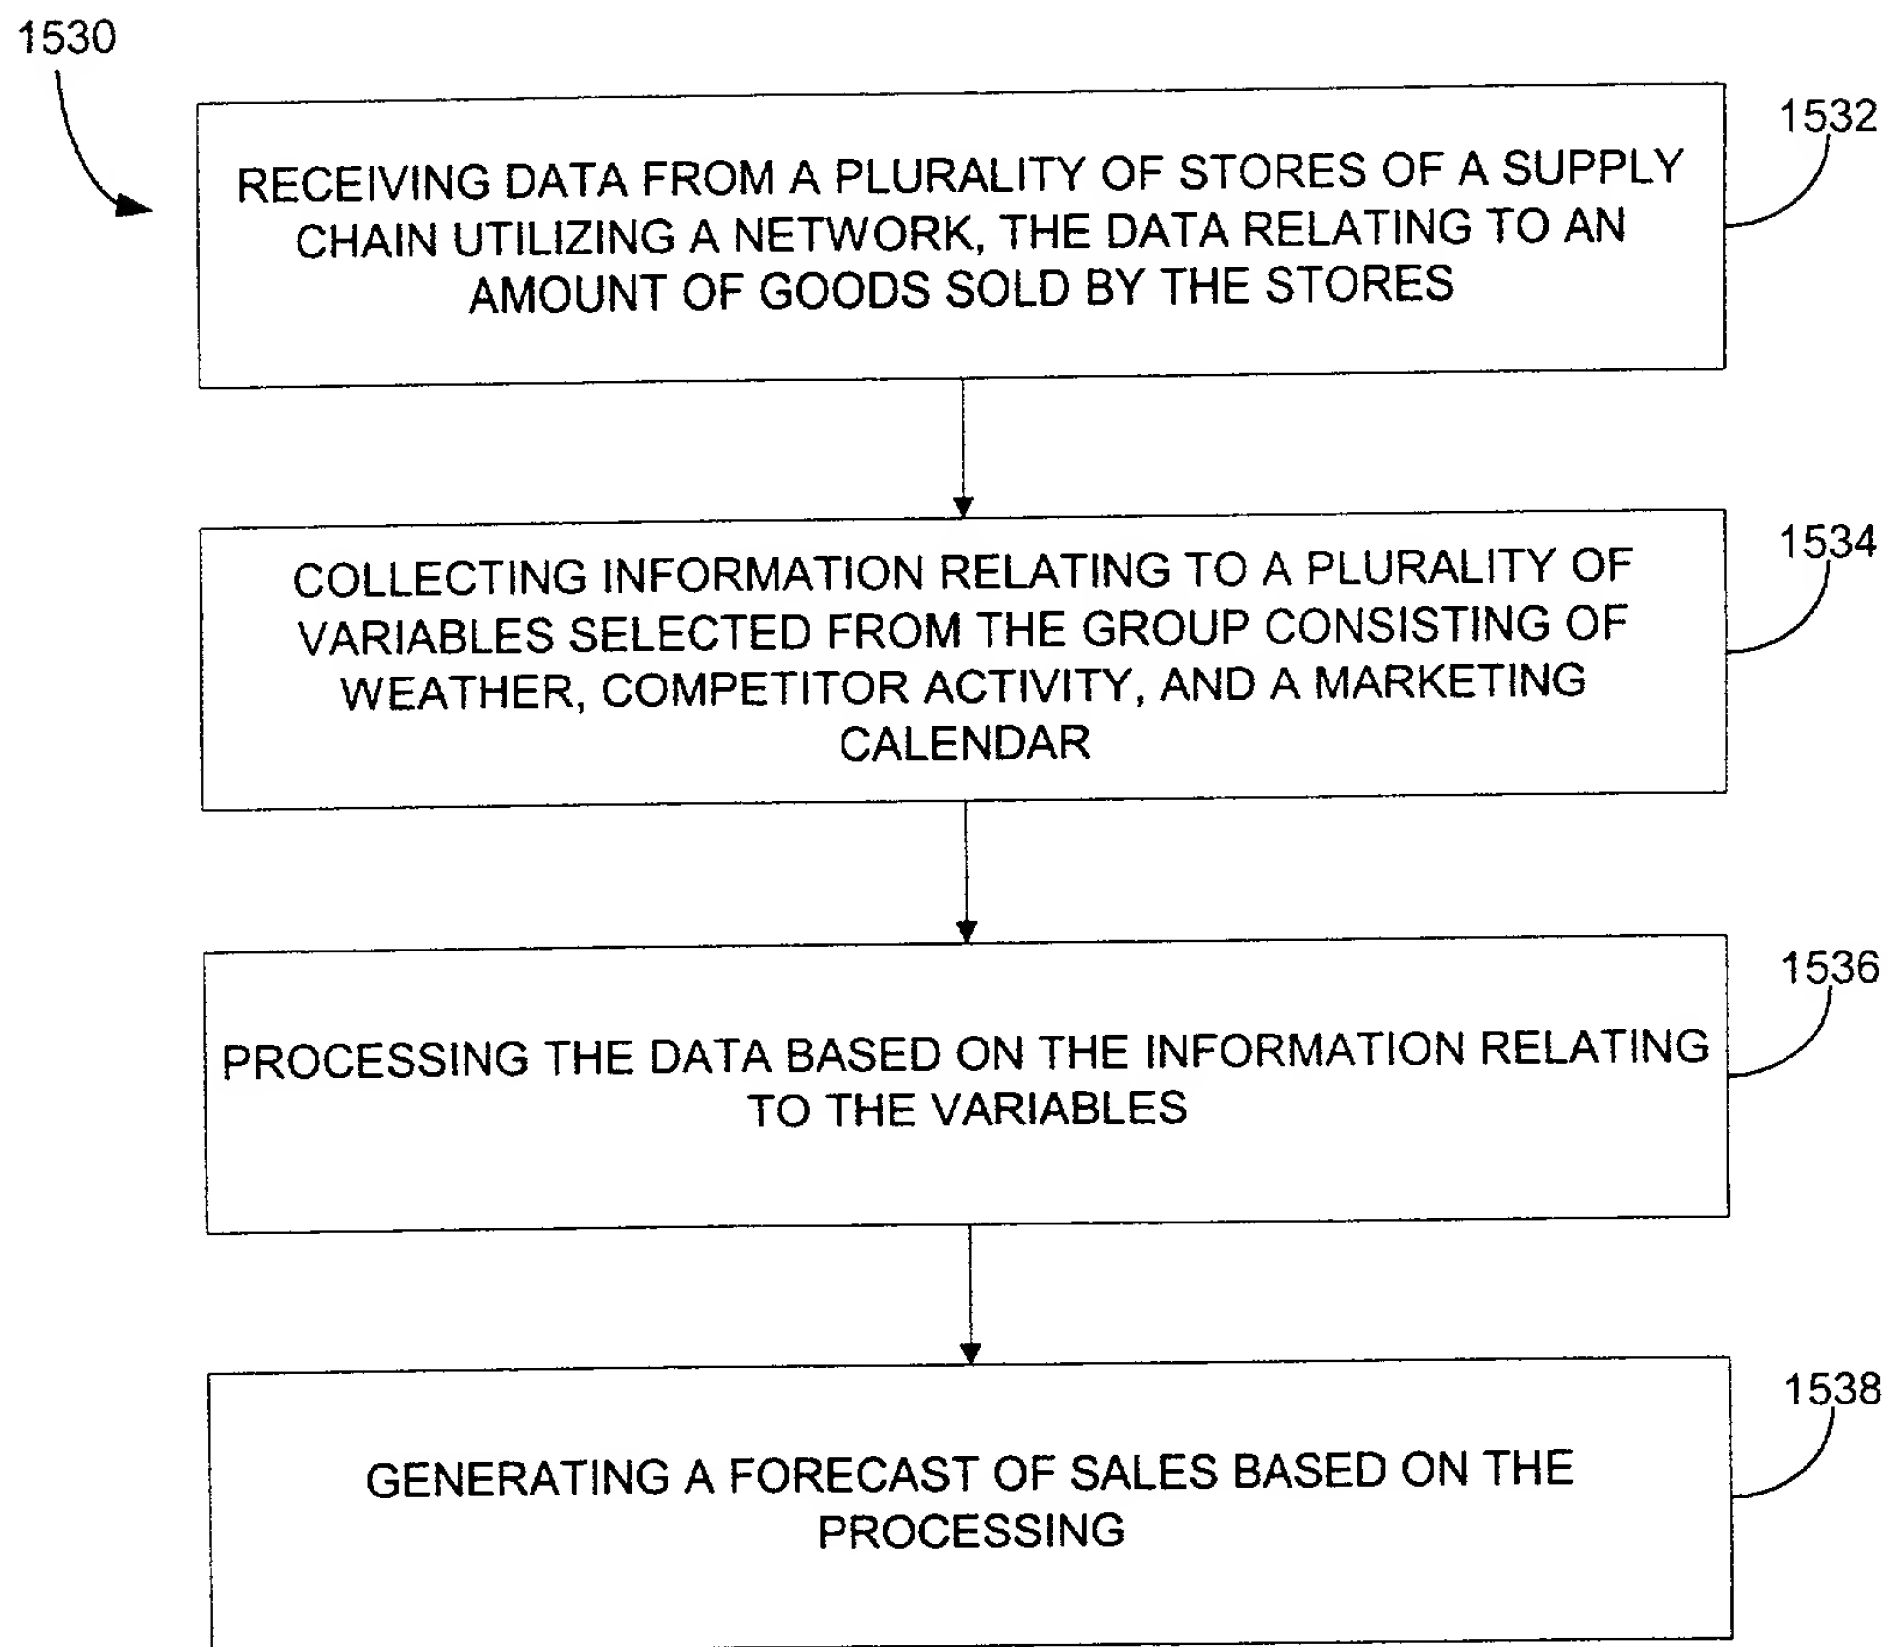 1530
1532
RECEIVING DATA FROM A PLURALITY OF STORES OF A SUPPLY
CHAIN UTILIZING A NETWORK, THE DATA RELATING TO AN
AMOUNT OF GOODS SOLD BY THE STORES
1534
COLLECTING INFORMATION RELATING TO A PLURALITY OF
VARIABLES SELECTED FROM THE GROUP CONSISTING OF
WEATHER, COMPETITOR ACTIVITY, AND A MARKETING
CALENDAR
1536
PROCESSING THE DATA BASED ON THE INFORMATION RELATING
TO THE VARIABLES
1538
GENERATING A FORECAST OF SALES BASED ON THE
PROCESSING